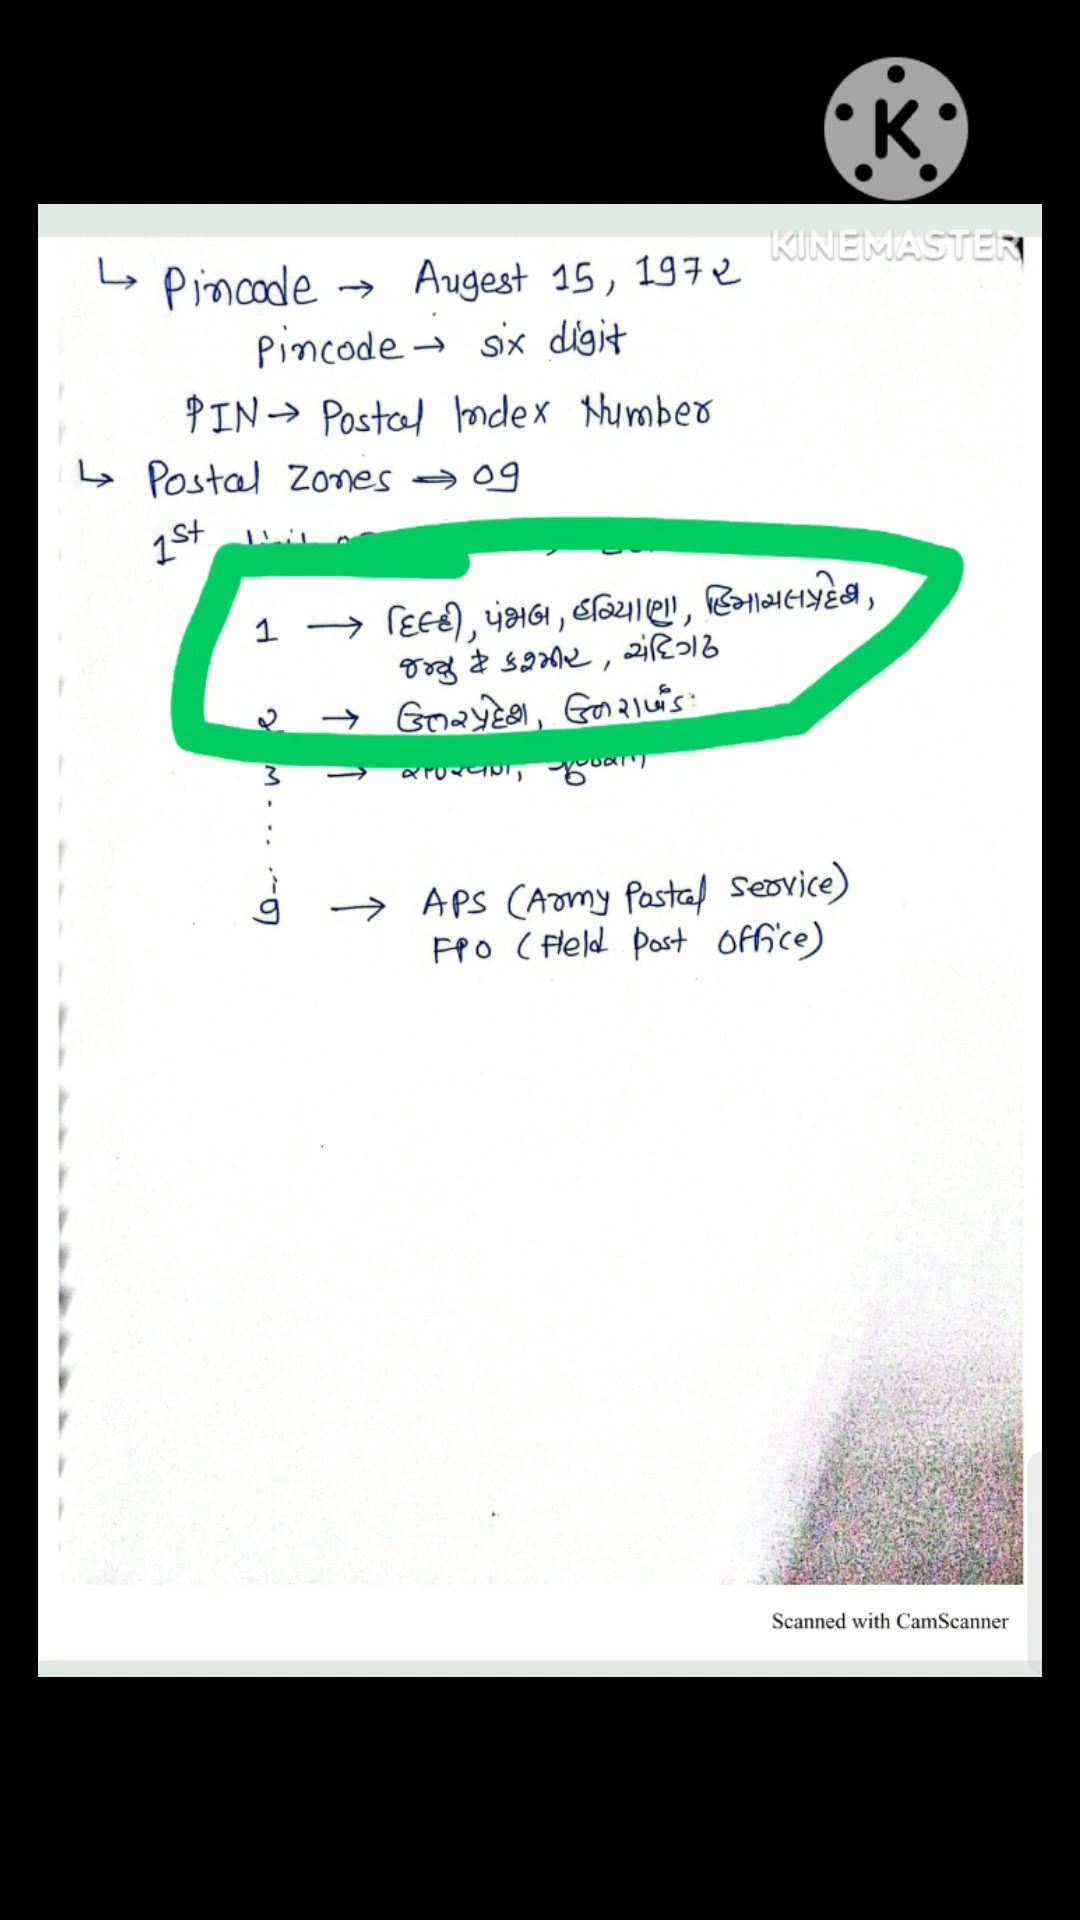 K
KINEMASTER
↳ Pincode → Augest 15, 197૨
Pincode → six digit
PIN → Postal Index Number
↳ Postal Zones ⇒ 09
1st
1 → દિલ્હી, પંજાબ, હરિયાણા, હિમાચલપ્રદેશ,
જમ્મુ કશ્મીર, ચંદિગઢ
૨ → ઉત્તરપ્રદેશ, ઉત્તરાખંડ
3 →
9 → APS (Army Postal Service)
FPO (Field Post Office)
Scanned with CamScanner